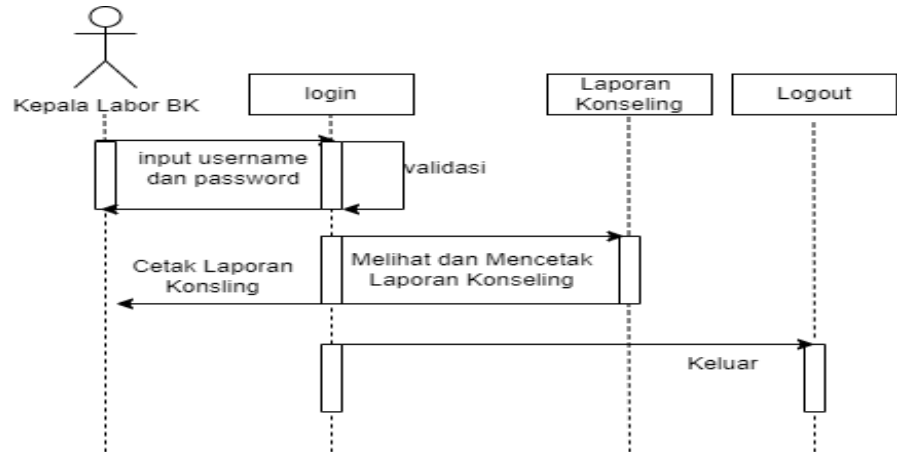 Kepala Labor BK
login
Laporan
Konseling
Logout
input username
dan password
validasi
Cetak Laporan
Konsling
Melihat dan Mencetak
Laporan Konseling
Keluar